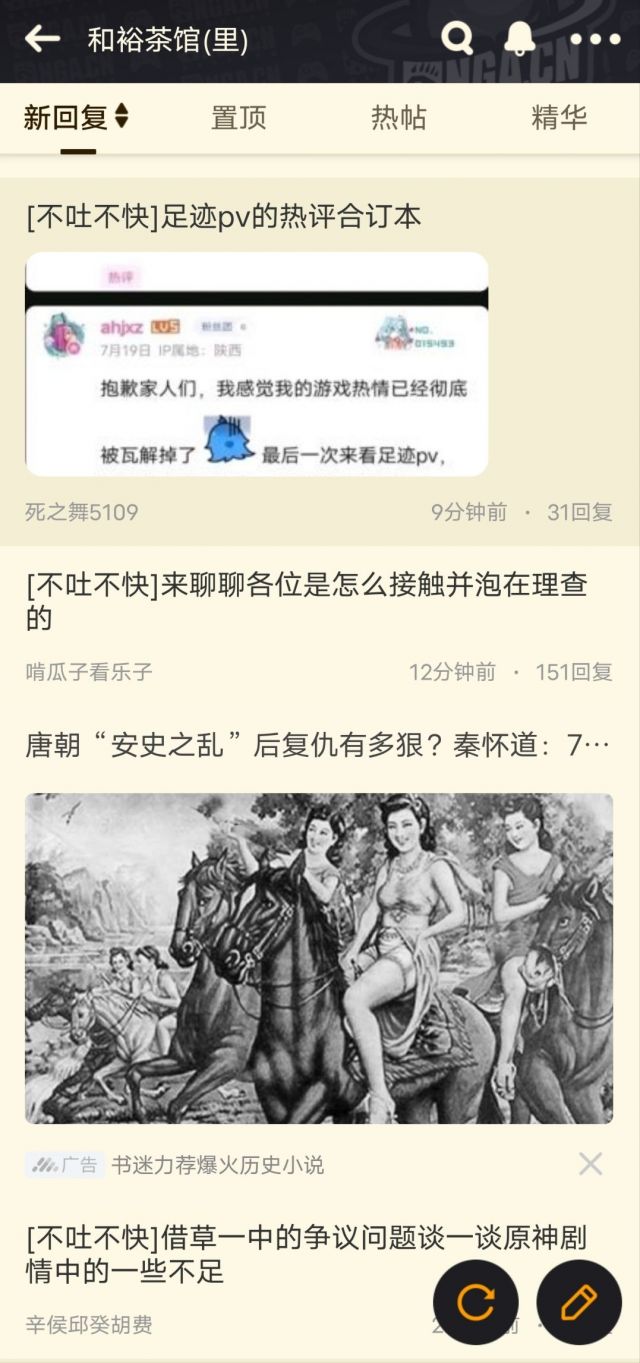 和裕茶馆(里)
NGA.CN
新回复 置顶 热帖 精华
[不吐不快]足迹pv的热评合订本
热评
ahjxz LV5 粉丝团
7月19日 IP属地：陕西
NO.
015493
抱歉家人们，我感觉我的游戏热情已经彻底
被瓦解掉了 最后一次来看足迹pv，
死之舞5109 9分钟前 · 31回复
[不吐不快]来聊聊各位是怎么接触并泡在理查
的
啃瓜子看乐子 12分钟前 · 151回复
唐朝“安史之乱”后复仇有多狠？秦怀道：7…
广告 书迷力荐爆火历史小说
[不吐不快]借草一中的争议问题谈一谈原神剧
情中的一些不足
辛侯邱癸胡费